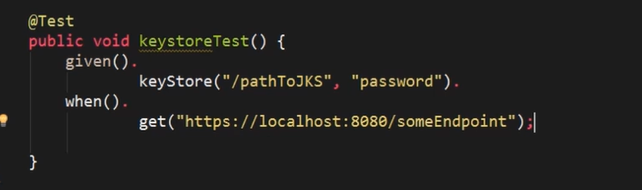 @Test
public void keystoreTest() {
given().
keyStore("/pathToJKS", "password").
when().
get("https://localhost:8080/someEndpoint");
}